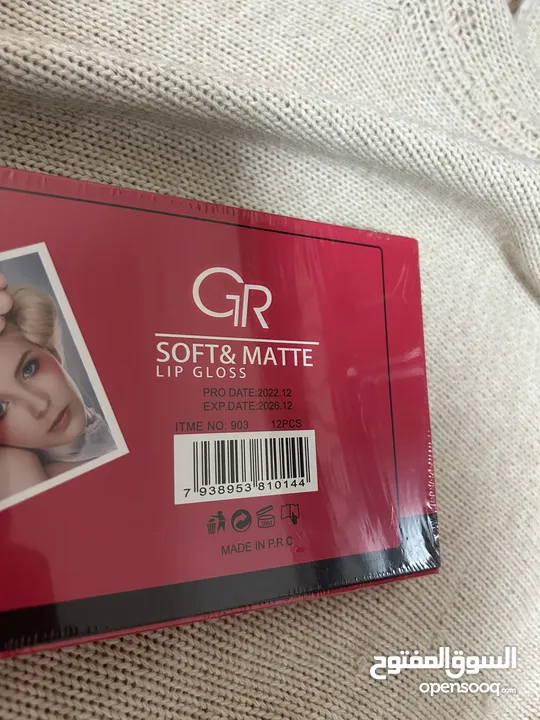 GR
SOFT& MATTE
LIP GLOSS
PRO DATE:2022.12
EXP.DATE:2026.12
ITME NO: 903 12PCS
7 938953 810144
MADE IN P.R C
السوق المفتوح
opensooq.com